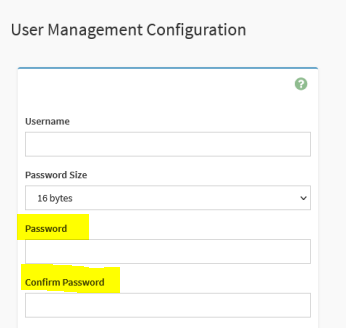 User Management Configuration
Username
Password Size
16 bytes
Password
Confirm Password